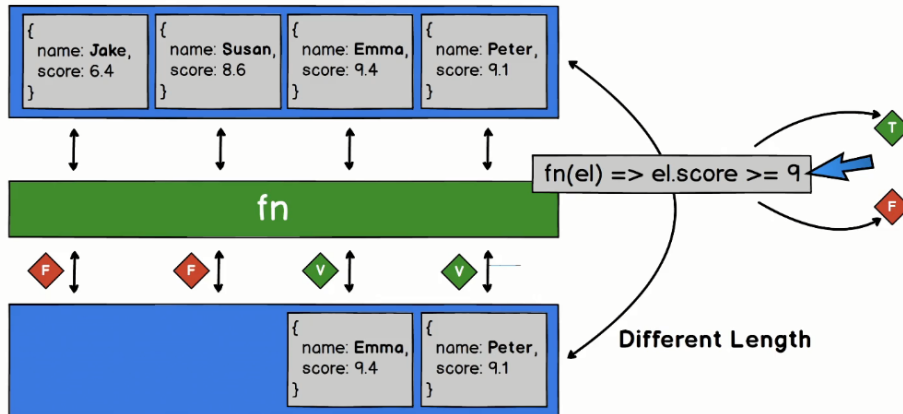 {
name: Jake,
score: 6.4
}
{
name: Susan,
score: 8.6
}
{
name: Emma,
score: 9.4
}
{
name: Peter,
score: 9.1
}
T
fn(el) => el.score >= 9
F
fn
F
F
V
V
{
name: Emma,
score: 9.4
}
{
name: Peter,
score: 9.1
}
Different Length